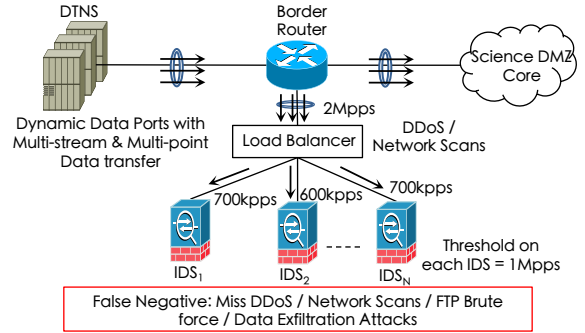 DTNS
Border
Router
Science DMZ
Core
Dynamic Data Ports with
Multi-stream & Multi-point
Data transfer
2Mpps
Load Balancer
DDoS /
Network Scans
700kpps
600kpps
700kpps
IDS1
IDS2
IDSN
Threshold on
each IDS = 1Mpps
False Negative: Miss DDoS / Network Scans / FTP Brute
force / Data Exfiltration Attacks